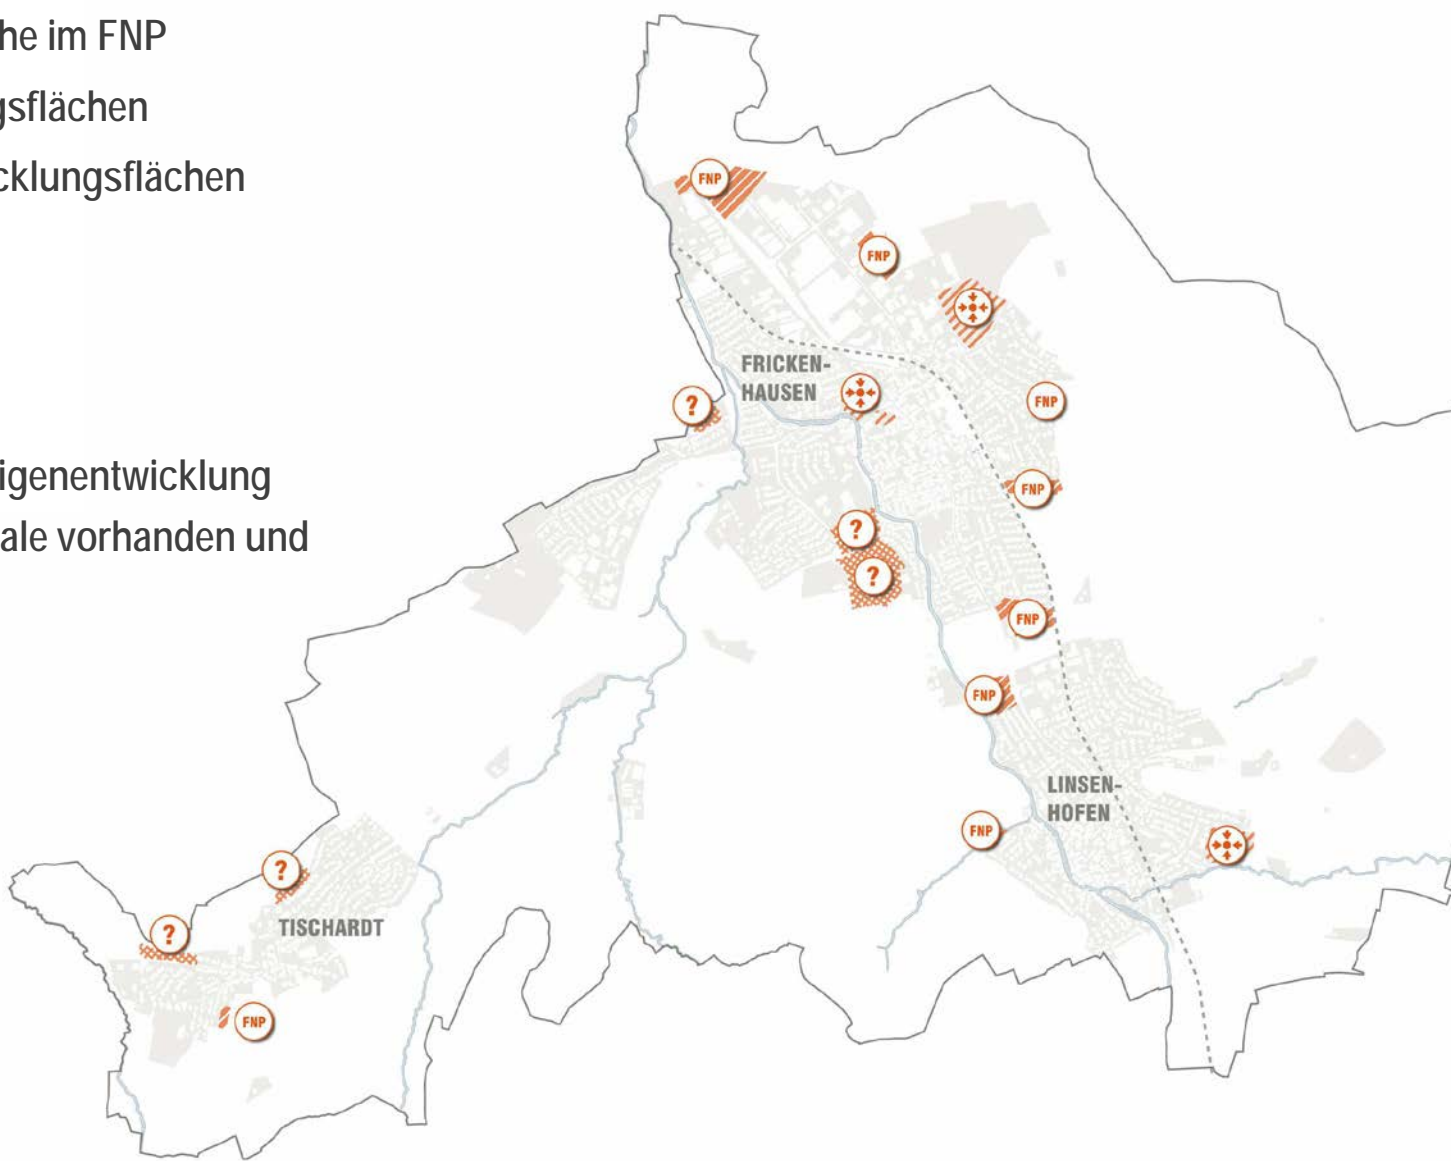 he im FNP
gsflächen
cklungsflächen
igenentwicklung
ale vorhanden und
FNP
FNP
FRICKEN-
HAUSEN
?
FNP
FNP
?
?
FNP
FNP
LINSEN-
HOFEN
FNP
?
TISCHARDT
?
FNP